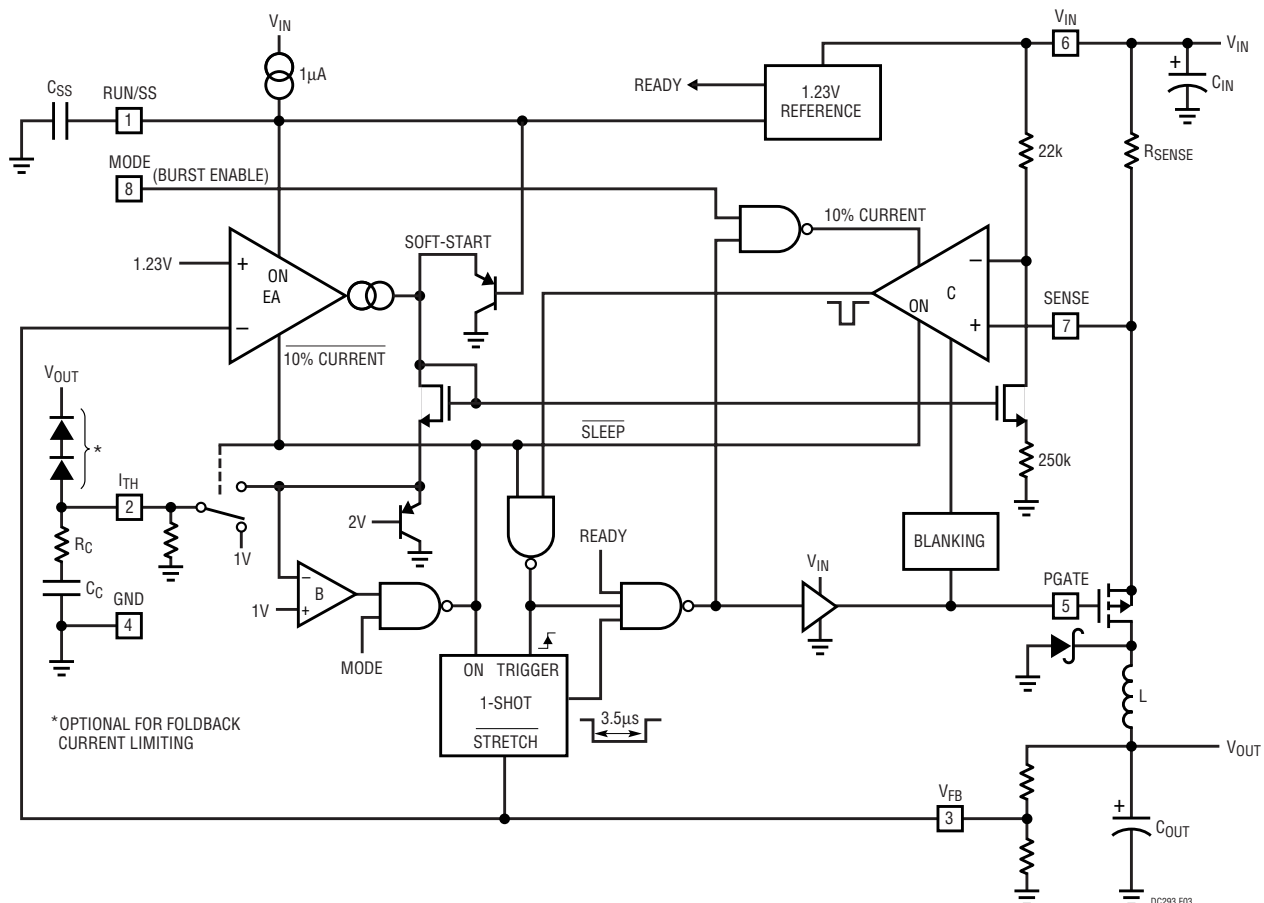 VIN
1µA
CSS
RUN/SS
1
MODE
8
(BURST ENABLE)
READY
1.23V
REFERENCE
VIN
6
VIN
+
CIN
22k
RSENSE
10% CURRENT
SOFT-START
1.23V
+
ON
EA
–
10% CURRENT
–
C
ON
+
SENSE
7
VOUT
*
SLEEP
250k
ITH
2
2V
1V
RC
CC
GND
4
B
–
+
1V
MODE
READY
VIN
BLANKING
PGATE
5
ON TRIGGER
1-SHOT
STRETCH
3.5µs
L
*OPTIONAL FOR FOLDBACK
CURRENT LIMITING
VOUT
VFB
3
+
COUT
DC293 F03